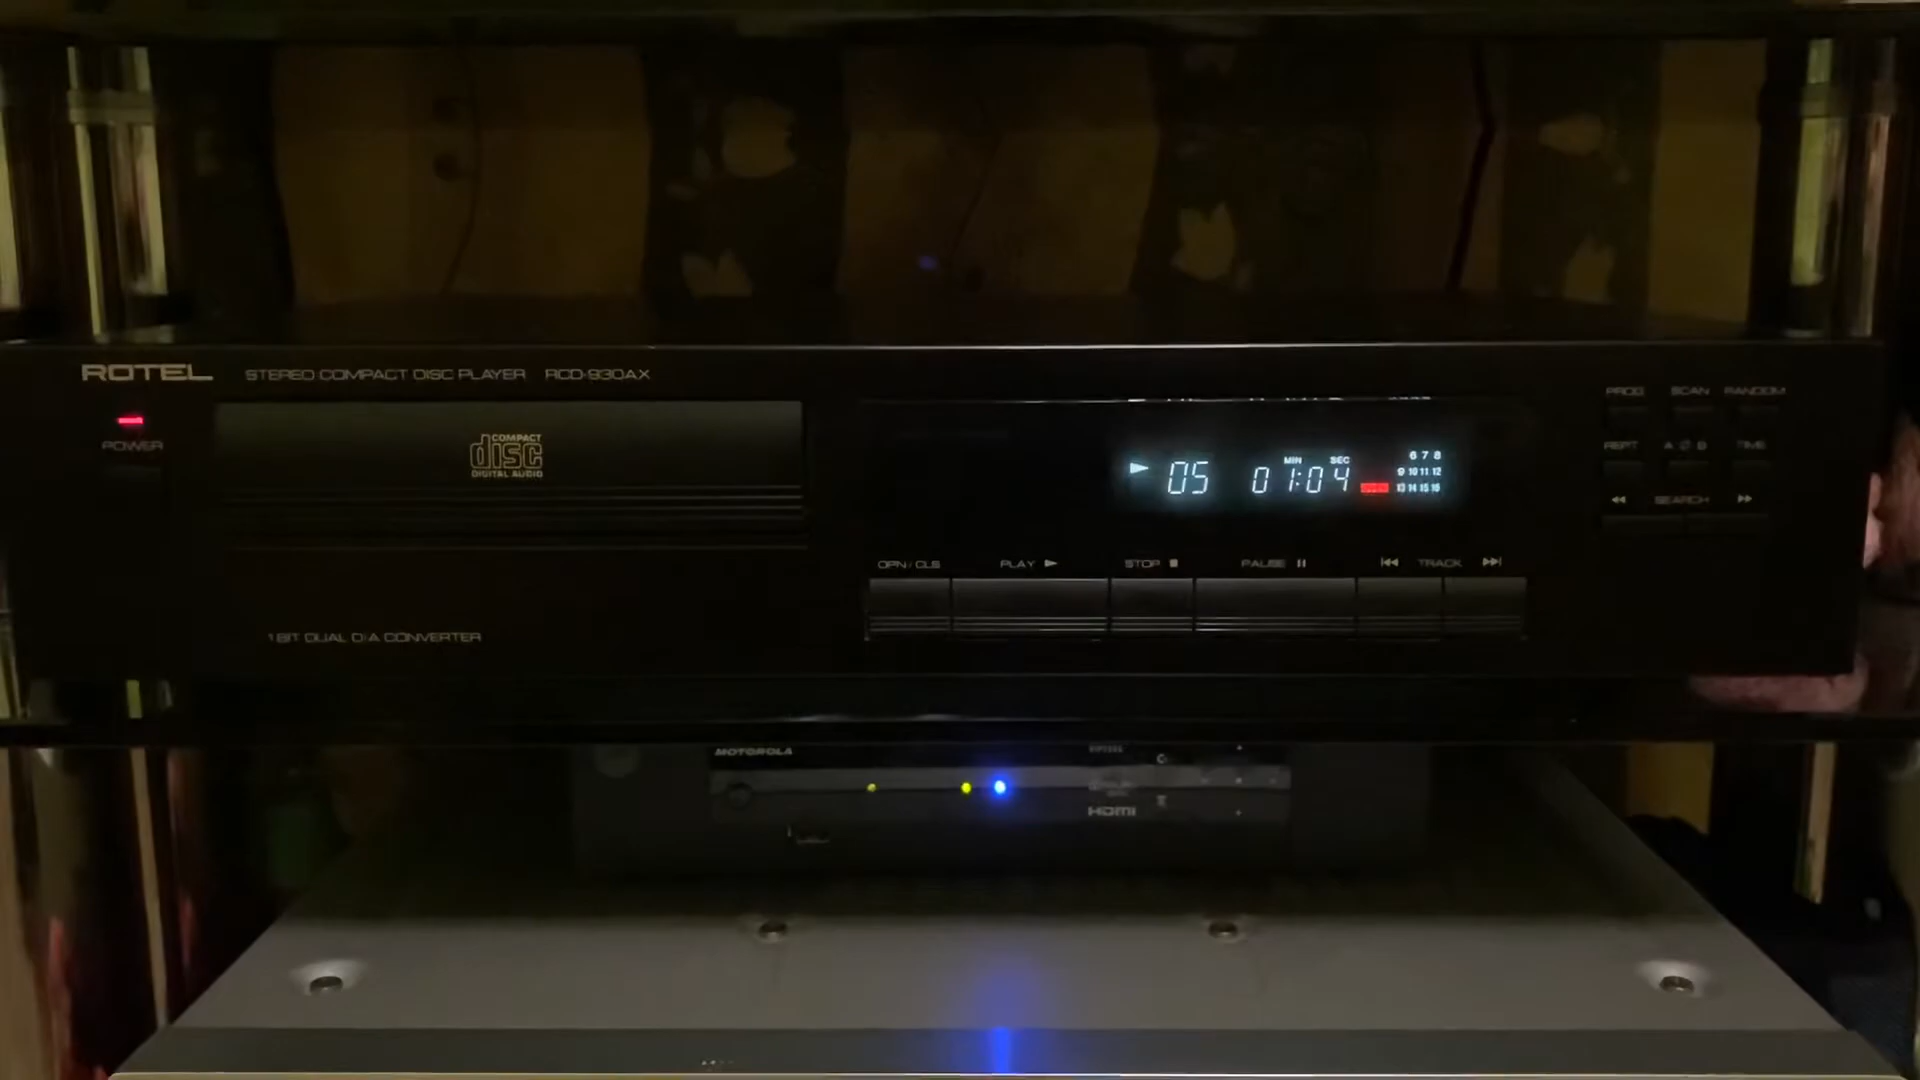 ROTEL STEREO COMPACT DISC PLAYER RCD-930AX
PROG SCAN RANDOM
POWER
COMPACT
disc
DIGITAL AUDIO
REPT A B TIME
MIN SEC
05 01:04
6 7 8
9 10 11 12
13 14 15 16
SEARCH
OPN/CLS PLAY STOP PAUSE TRACK
1 BIT DUAL D/A CONVERTER
MOTOROLA
HDMI